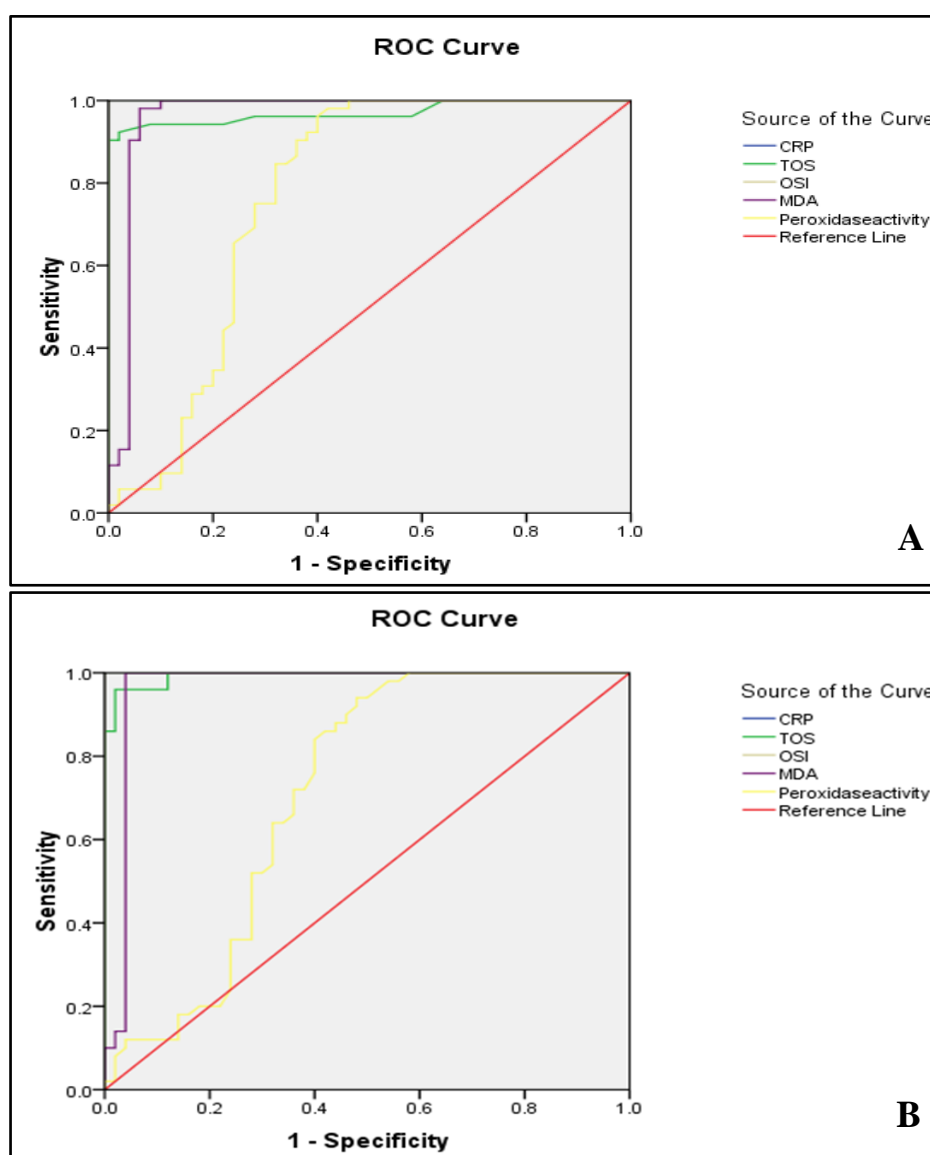 ROC Curve
Source of the Curve
CRP
TOS
OSI
MDA
Peroxidaseactivity
Reference Line
1.0
0.8
0.6
0.4
0.2
0.0
Sensitivity
0.0 0.2 0.4 0.6 0.8 1.0
1 - Specificity
A
ROC Curve
Source of the Curve
CRP
TOS
OSI
MDA
Peroxidaseactivity
Reference Line
1.0
0.8
0.6
0.4
0.2
0.0
Sensitivity
0.0 0.2 0.4 0.6 0.8 1.0
1 - Specificity
B